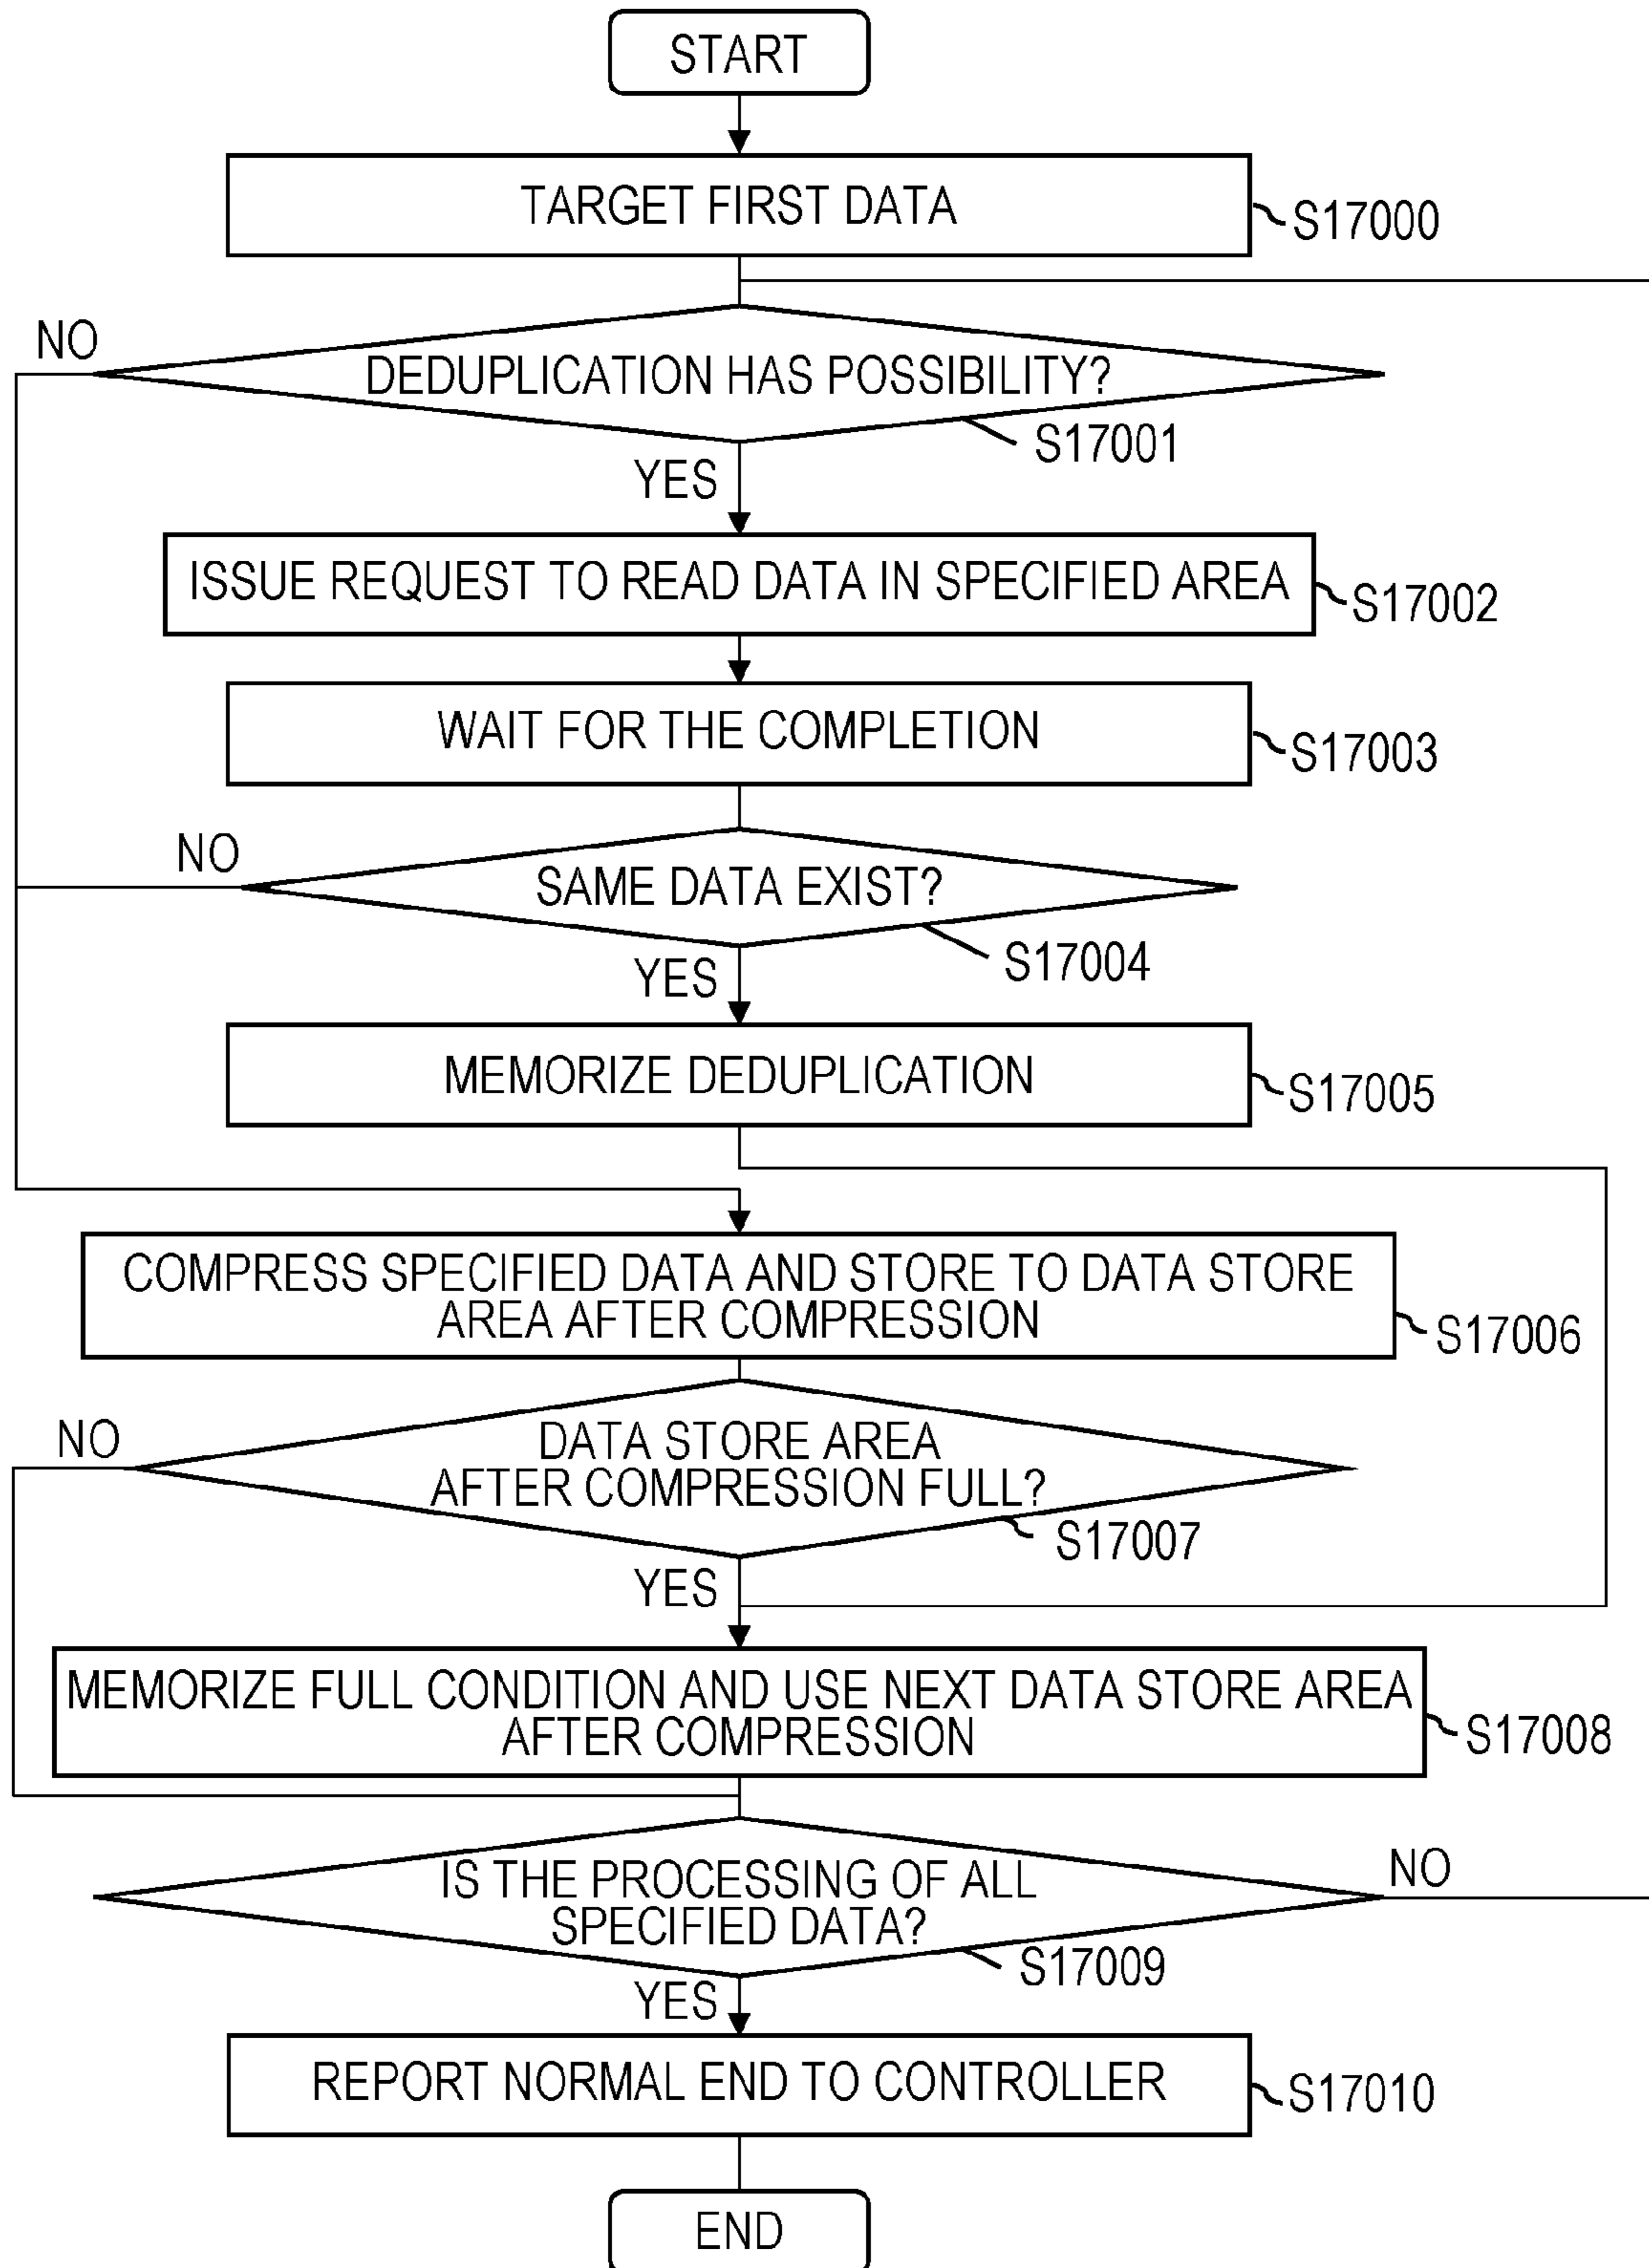 START
TARGET FIRST DATA
S17000
NO
DEDUPLICATION HAS POSSIBILITY?
S17001
YES
ISSUE REQUEST TO READ DATA IN SPECIFIED AREA
S17002
WAIT FOR THE COMPLETION
S17003
NO
SAME DATA EXIST?
S17004
YES
MEMORIZE DEDUPLICATION
S17005
COMPRESS SPECIFIED DATA AND STORE TO DATA STORE
AREA AFTER COMPRESSION
S17006
NO
DATA STORE AREA
AFTER COMPRESSION FULL?
S17007
YES
MEMORIZE FULL CONDITION AND USE NEXT DATA STORE AREA
AFTER COMPRESSION
S17008
IS THE PROCESSING OF ALL
SPECIFIED DATA?
NO
S17009
YES
REPORT NORMAL END TO CONTROLLER
S17010
END